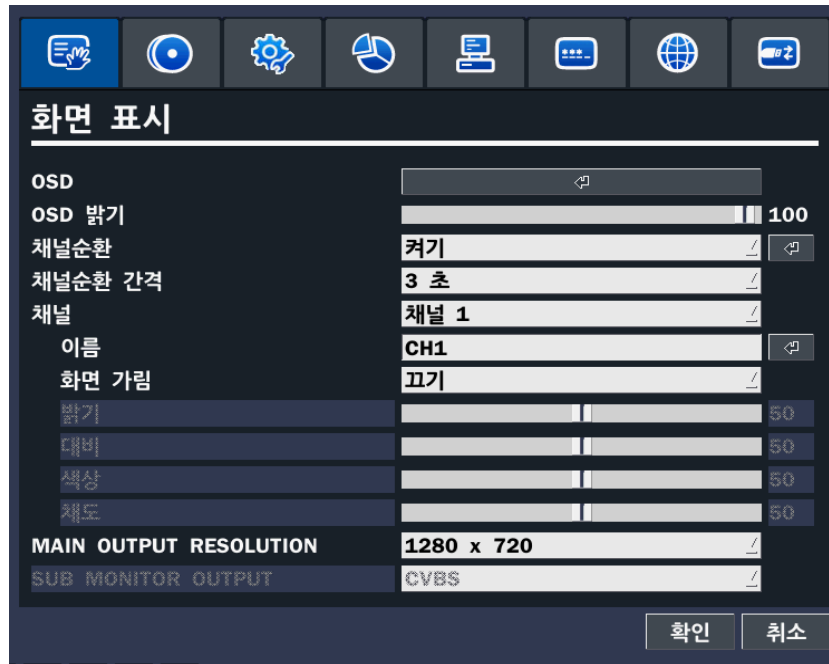 화면 표시
OSD
OSD 밝기 100
채널순환 켜기
채널순환 간격 3 초
채널 채널 1
이름 CH1
화면 가림 끄기
밝기 50
대비 50
색상 50
채도 50
MAIN OUTPUT RESOLUTION 1280 x 720
SUB MONITOR OUTPUT CVBS
확인 취소